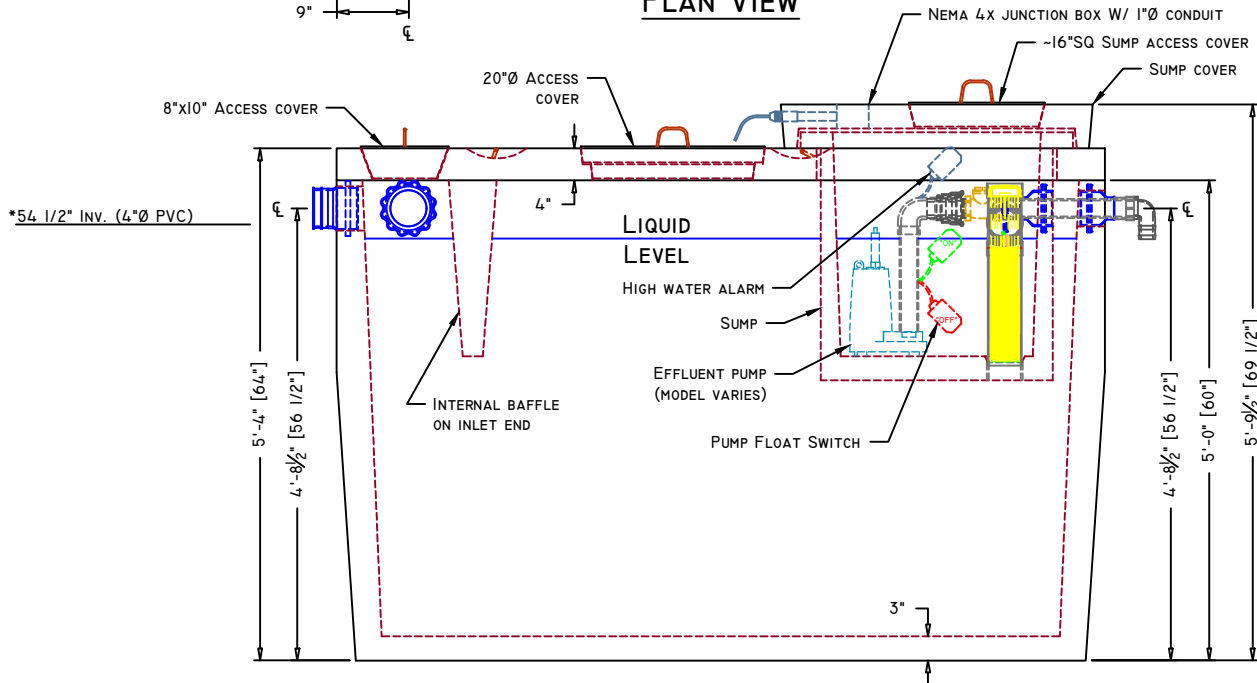 PLAN VIEW
9"
℄
NEMA 4X JUNCTION BOX W/ 1"Ø CONDUIT
~16"SQ SUMP ACCESS COVER
SUMP COVER
20"Ø ACCESS
COVER
8"X10" ACCESS COVER
*54 1/2" INV. (4"Ø PVC)
℄
4"
LIQUID
LEVEL
℄
"ON"
"OFF"
HIGH WATER ALARM
SUMP
EFFLUENT PUMP
(MODEL VARIES)
INTERNAL BAFFLE
ON INLET END
PUMP FLOAT SWITCH
5'-4" [64"]
4'-8½" [56 1/2"]
4'-8½" [56 1/2"]
5'-0" [60"]
5'-9½" [69 1/2"]
3"